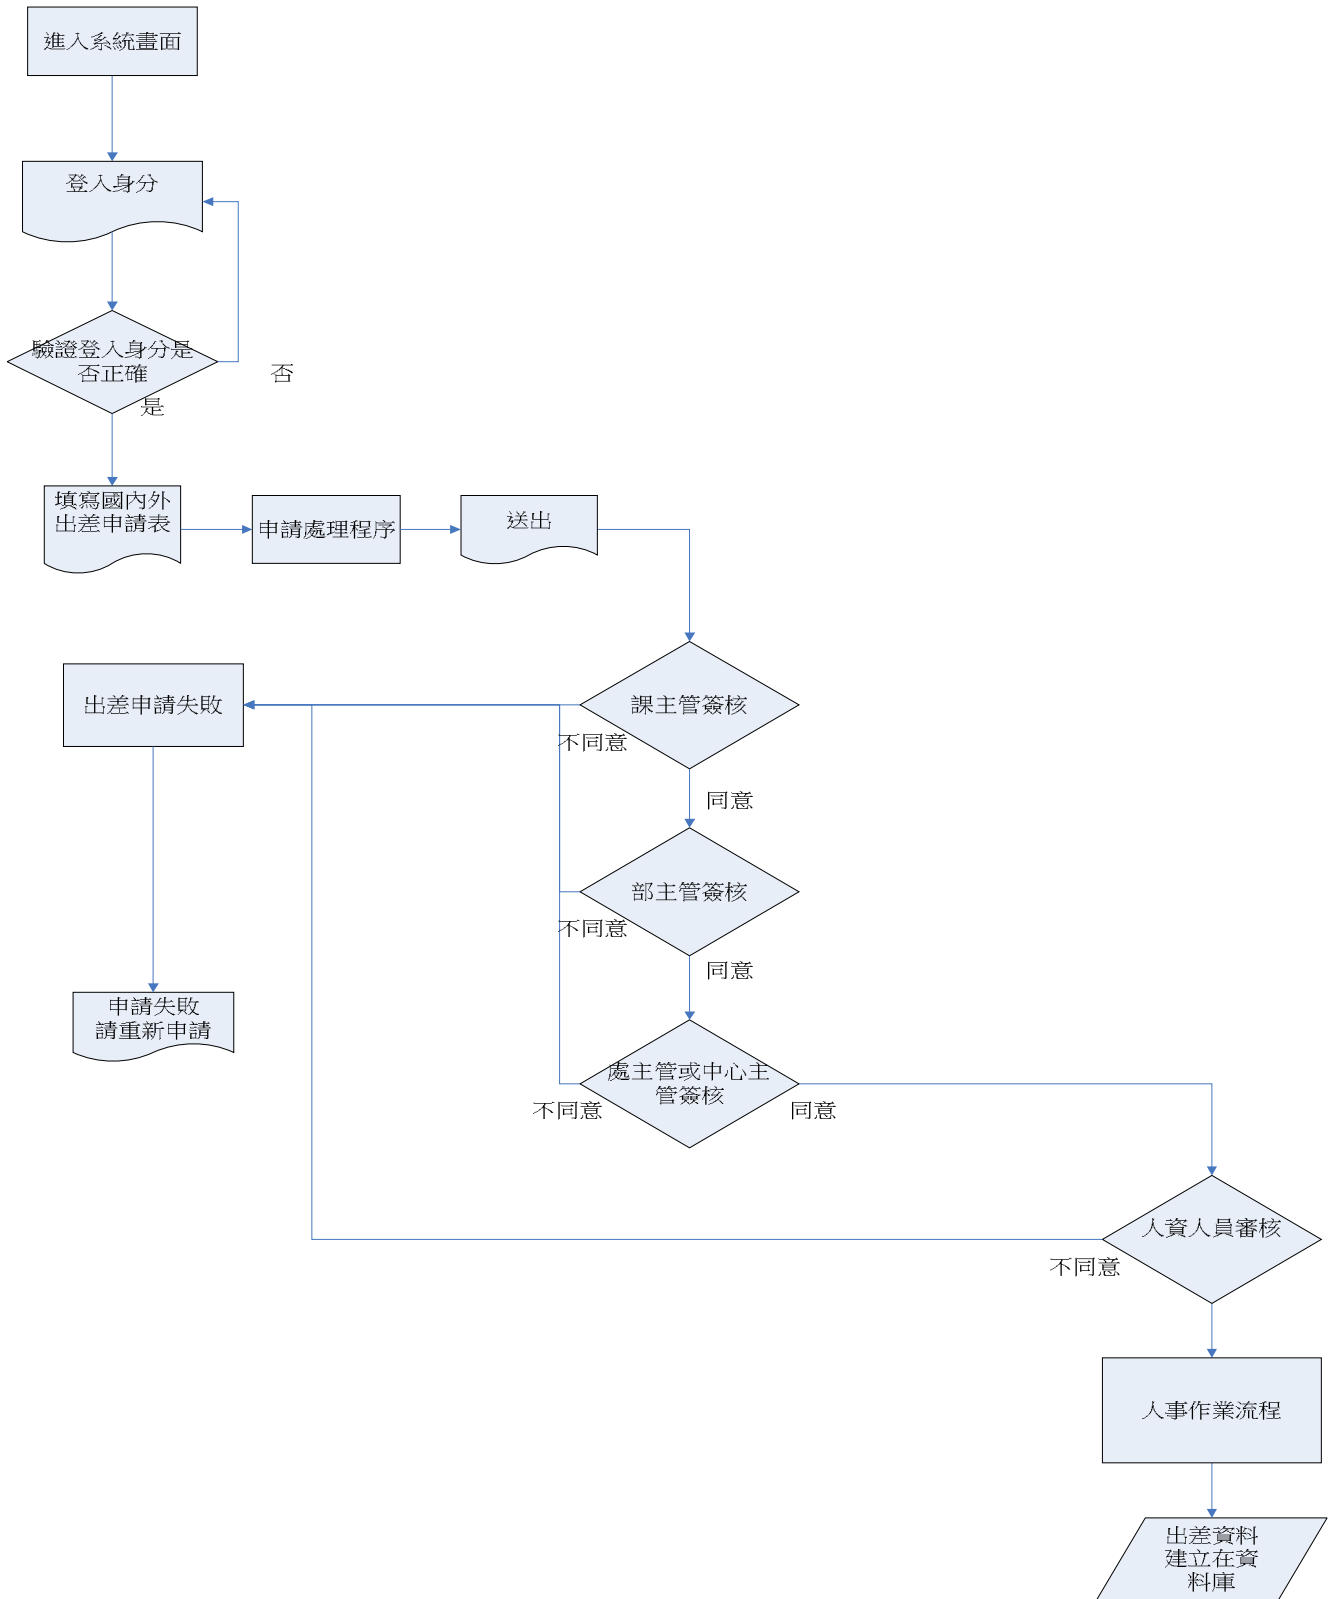 進入系統畫面
登入身分
驗證登入身分是
否正確
否
是
填寫國內外
出差申請表
申請處理程序
送出
課主管簽核
出差申請失敗
不同意
同意
部主管簽核
不同意
同意
申請失敗
請重新申請
處主管或中心主
管簽核
不同意
同意
人資人員審核
不同意
人事作業流程
出差資料
建立在資
料庫